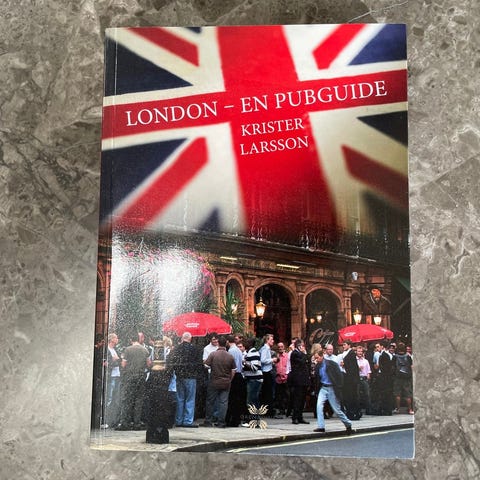 LONDON – EN PUBGUIDE
KRISTER
LARSSON